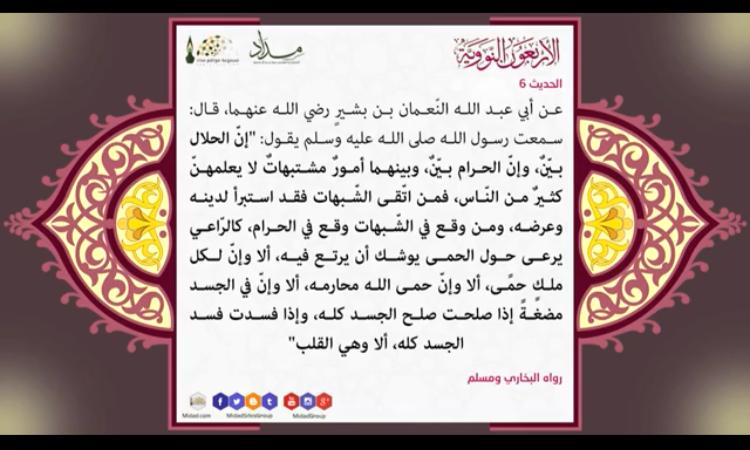 الأربعون النووية
مداد
الحديث 6
عن أبي عبد الله النّعمان بن بشيرٍ رضي الله عنهما، قال:
سمعت رسول الله صلى الله عليه وسلم يقول: "إنّ الحلال
بيّنٌ، وإنّ الحرام بيّنٌ، وبينهما أمورٌ مشتبهاتٌ لا يعلمهنّ
كثيرٌ من النّاس، فمن اتّقى الشّبهات فقد استبرأ لدينه
وعرضه، ومن وقع في الشّبهات وقع في الحرام، كالرّاعي
يرعى حول الحمى يوشك أن يرتع فيه، ألا وإنّ لكل
ملكٍ حمًى، ألا وإنّ حمى الله محارمه، ألا وإنّ في الجسد
مضغةً إذا صلحت صلح الجسد كله، وإذا فسدت فسد
الجسد كله، ألا وهي القلب"
رواه البخاري ومسلم
Midad.com MidadSitesGroup MidadGroup